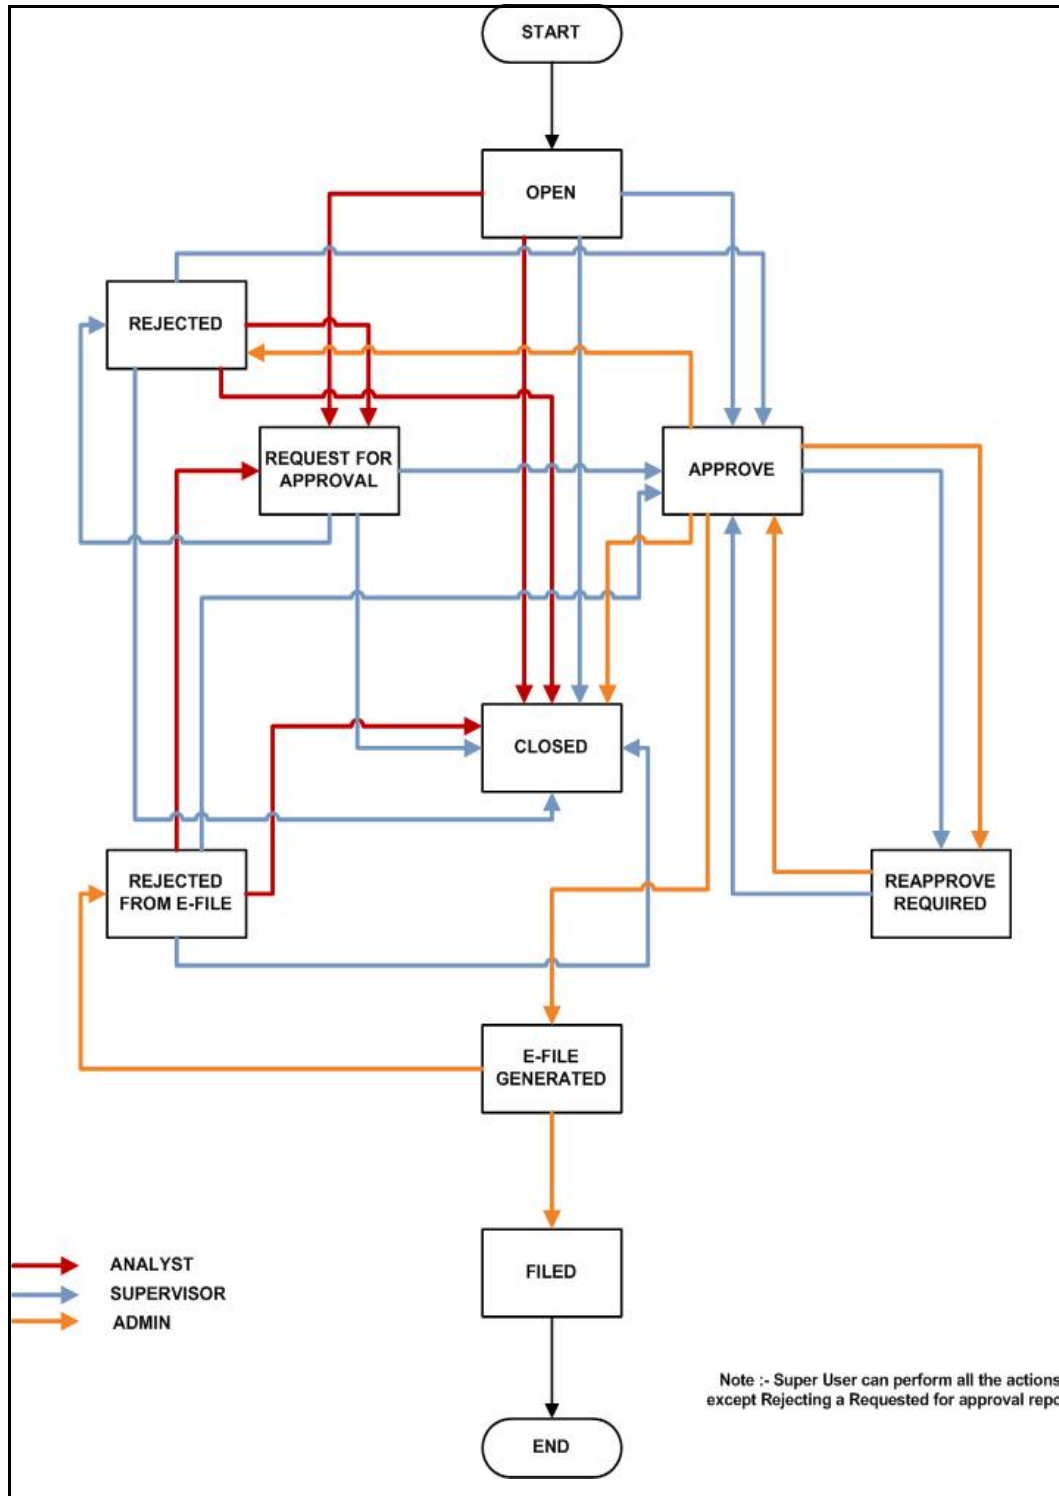 START
OPEN
REJECTED
REQUEST FOR
APPROVAL
APPROVE
CLOSED
REJECTED
FROM E-FILE
REAPPROVE
REQUIRED
E-FILE
GENERATED
FILED
ANALYST
SUPERVISOR
ADMIN
Note :- Super User can perform all the actions
except Rejecting a Requested for approval repo
END